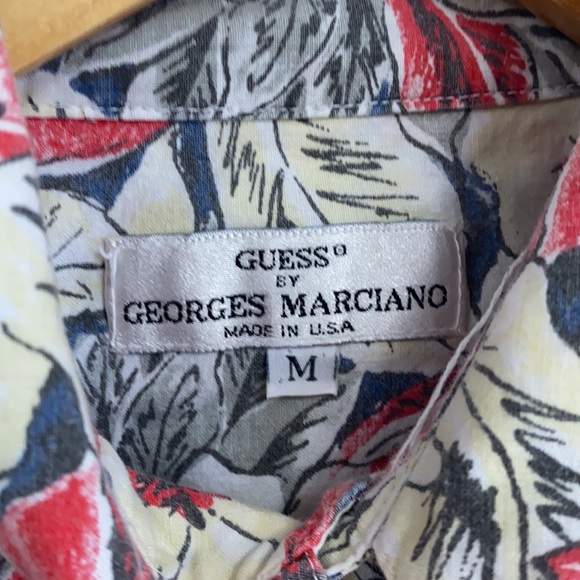 GUESS®
BY
GEORGES MARCIANO
MADE IN U.S.A
M